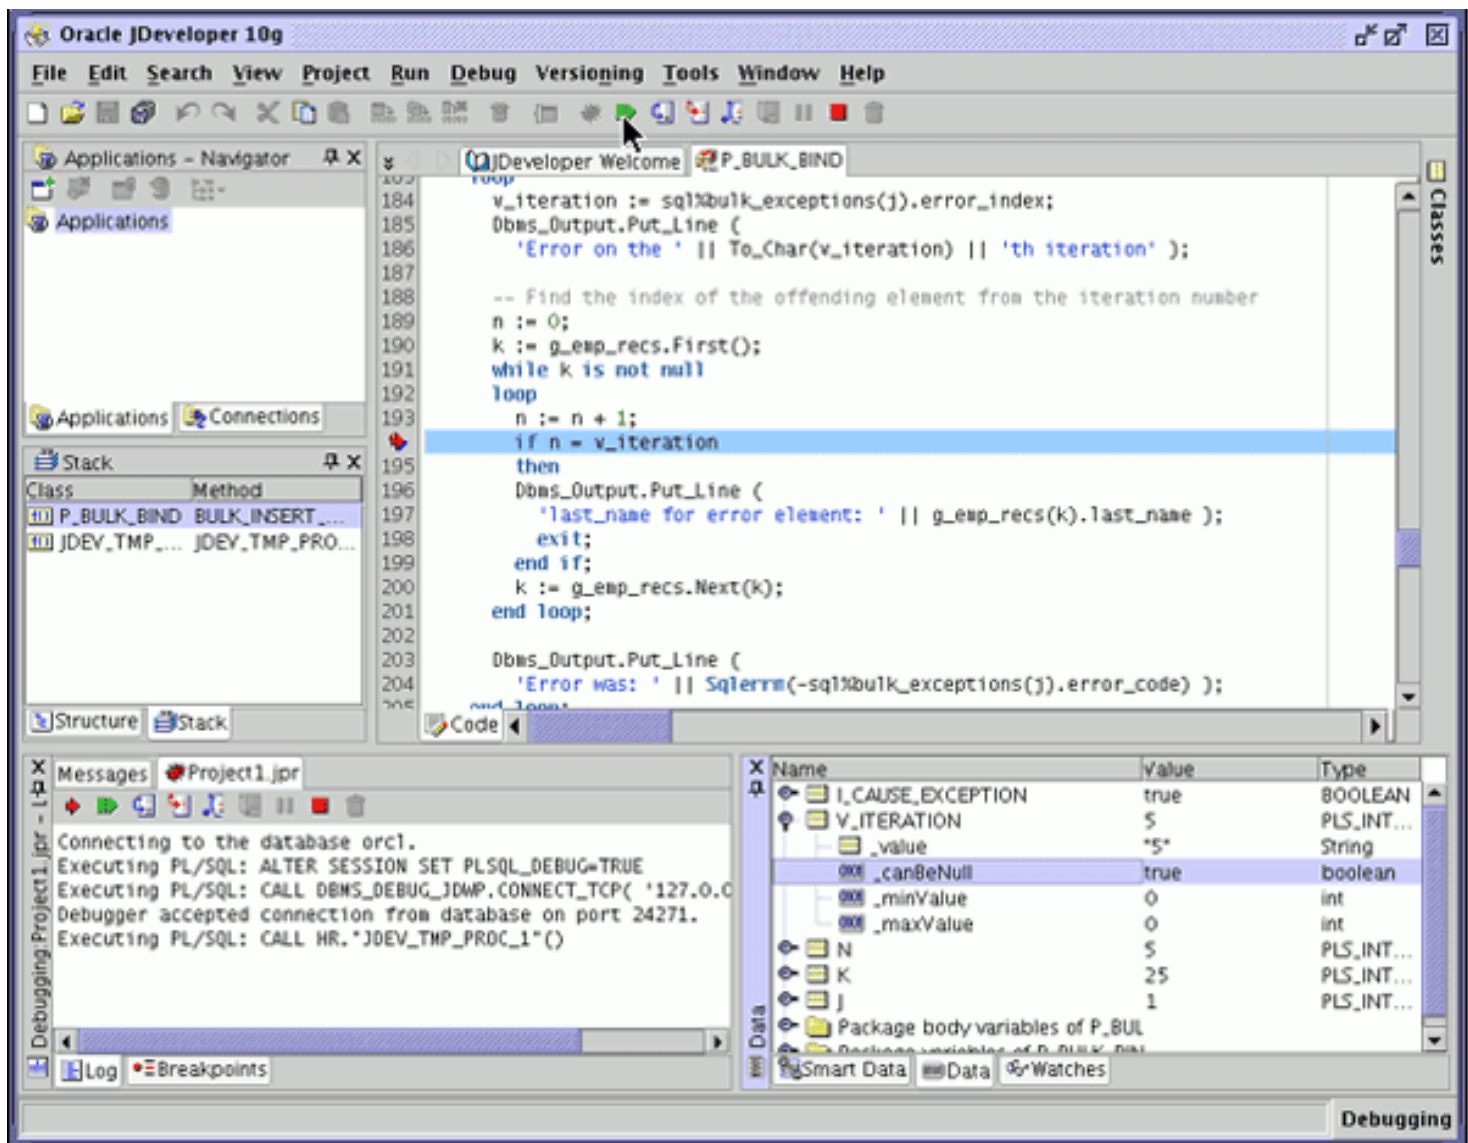 Oracle JDeveloper 10g
File Edit Search View Project Run Debug Versioning Tools Window Help
Applications - Navigator
Applications
Applications Connections
Stack
Class Method
P_BULK_BIND BULK_INSERT_...
JDEV_TMP_... JDEV_TMP_PRO...
Structure Stack
JDeveloper Welcome P_BULK_BIND
183 loop
184 v_iteration := sql%bulk_exceptions(j).error_index;
185 Dbms_Output.Put_Line (
186 'Error on the ' || To_Char(v_iteration) || 'th iteration' );
187
188 -- Find the index of the offending element from the iteration number
189 n := 0;
190 k := g_emp_recs.First();
191 while k is not null
192 loop
193 n := n + 1;
if n = v_iteration
195 then
196 Dbms_Output.Put_Line (
197 'last_name for error element: ' || g_emp_recs(k).last_name );
198 exit;
199 end if;
200 k := g_emp_recs.Next(k);
201 end loop;
202
203 Dbms_Output.Put_Line (
204 'Error was: ' || Sqlerrm(-sql%bulk_exceptions(j).error_code) );
205 end loop;
Code
Classes
Messages Project1.jpr
Debugging:Project1.jpr - L
Connecting to the database orcl.
Executing PL/SQL: ALTER SESSION SET PLSQL_DEBUG=TRUE
Executing PL/SQL: CALL DBMS_DEBUG_JDWP.CONNECT_TCP( '127.0.0
Debugger accepted connection from database on port 24271.
Executing PL/SQL: CALL HR."JDEV_TMP_PROC_1"()
Log Breakpoints
Data
Name Value Type
I_CAUSE_EXCEPTION true BOOLEAN
V_ITERATION 5 PLS_INT...
_value "5" String
_canBeNull true boolean
_minValue 0 int
_maxValue 0 int
N 5 PLS_INT...
K 25 PLS_INT...
J 1 PLS_INT...
Package body variables of P_BUL
Package variables of P_BULK_BIN
Smart Data Data Watches
Debugging